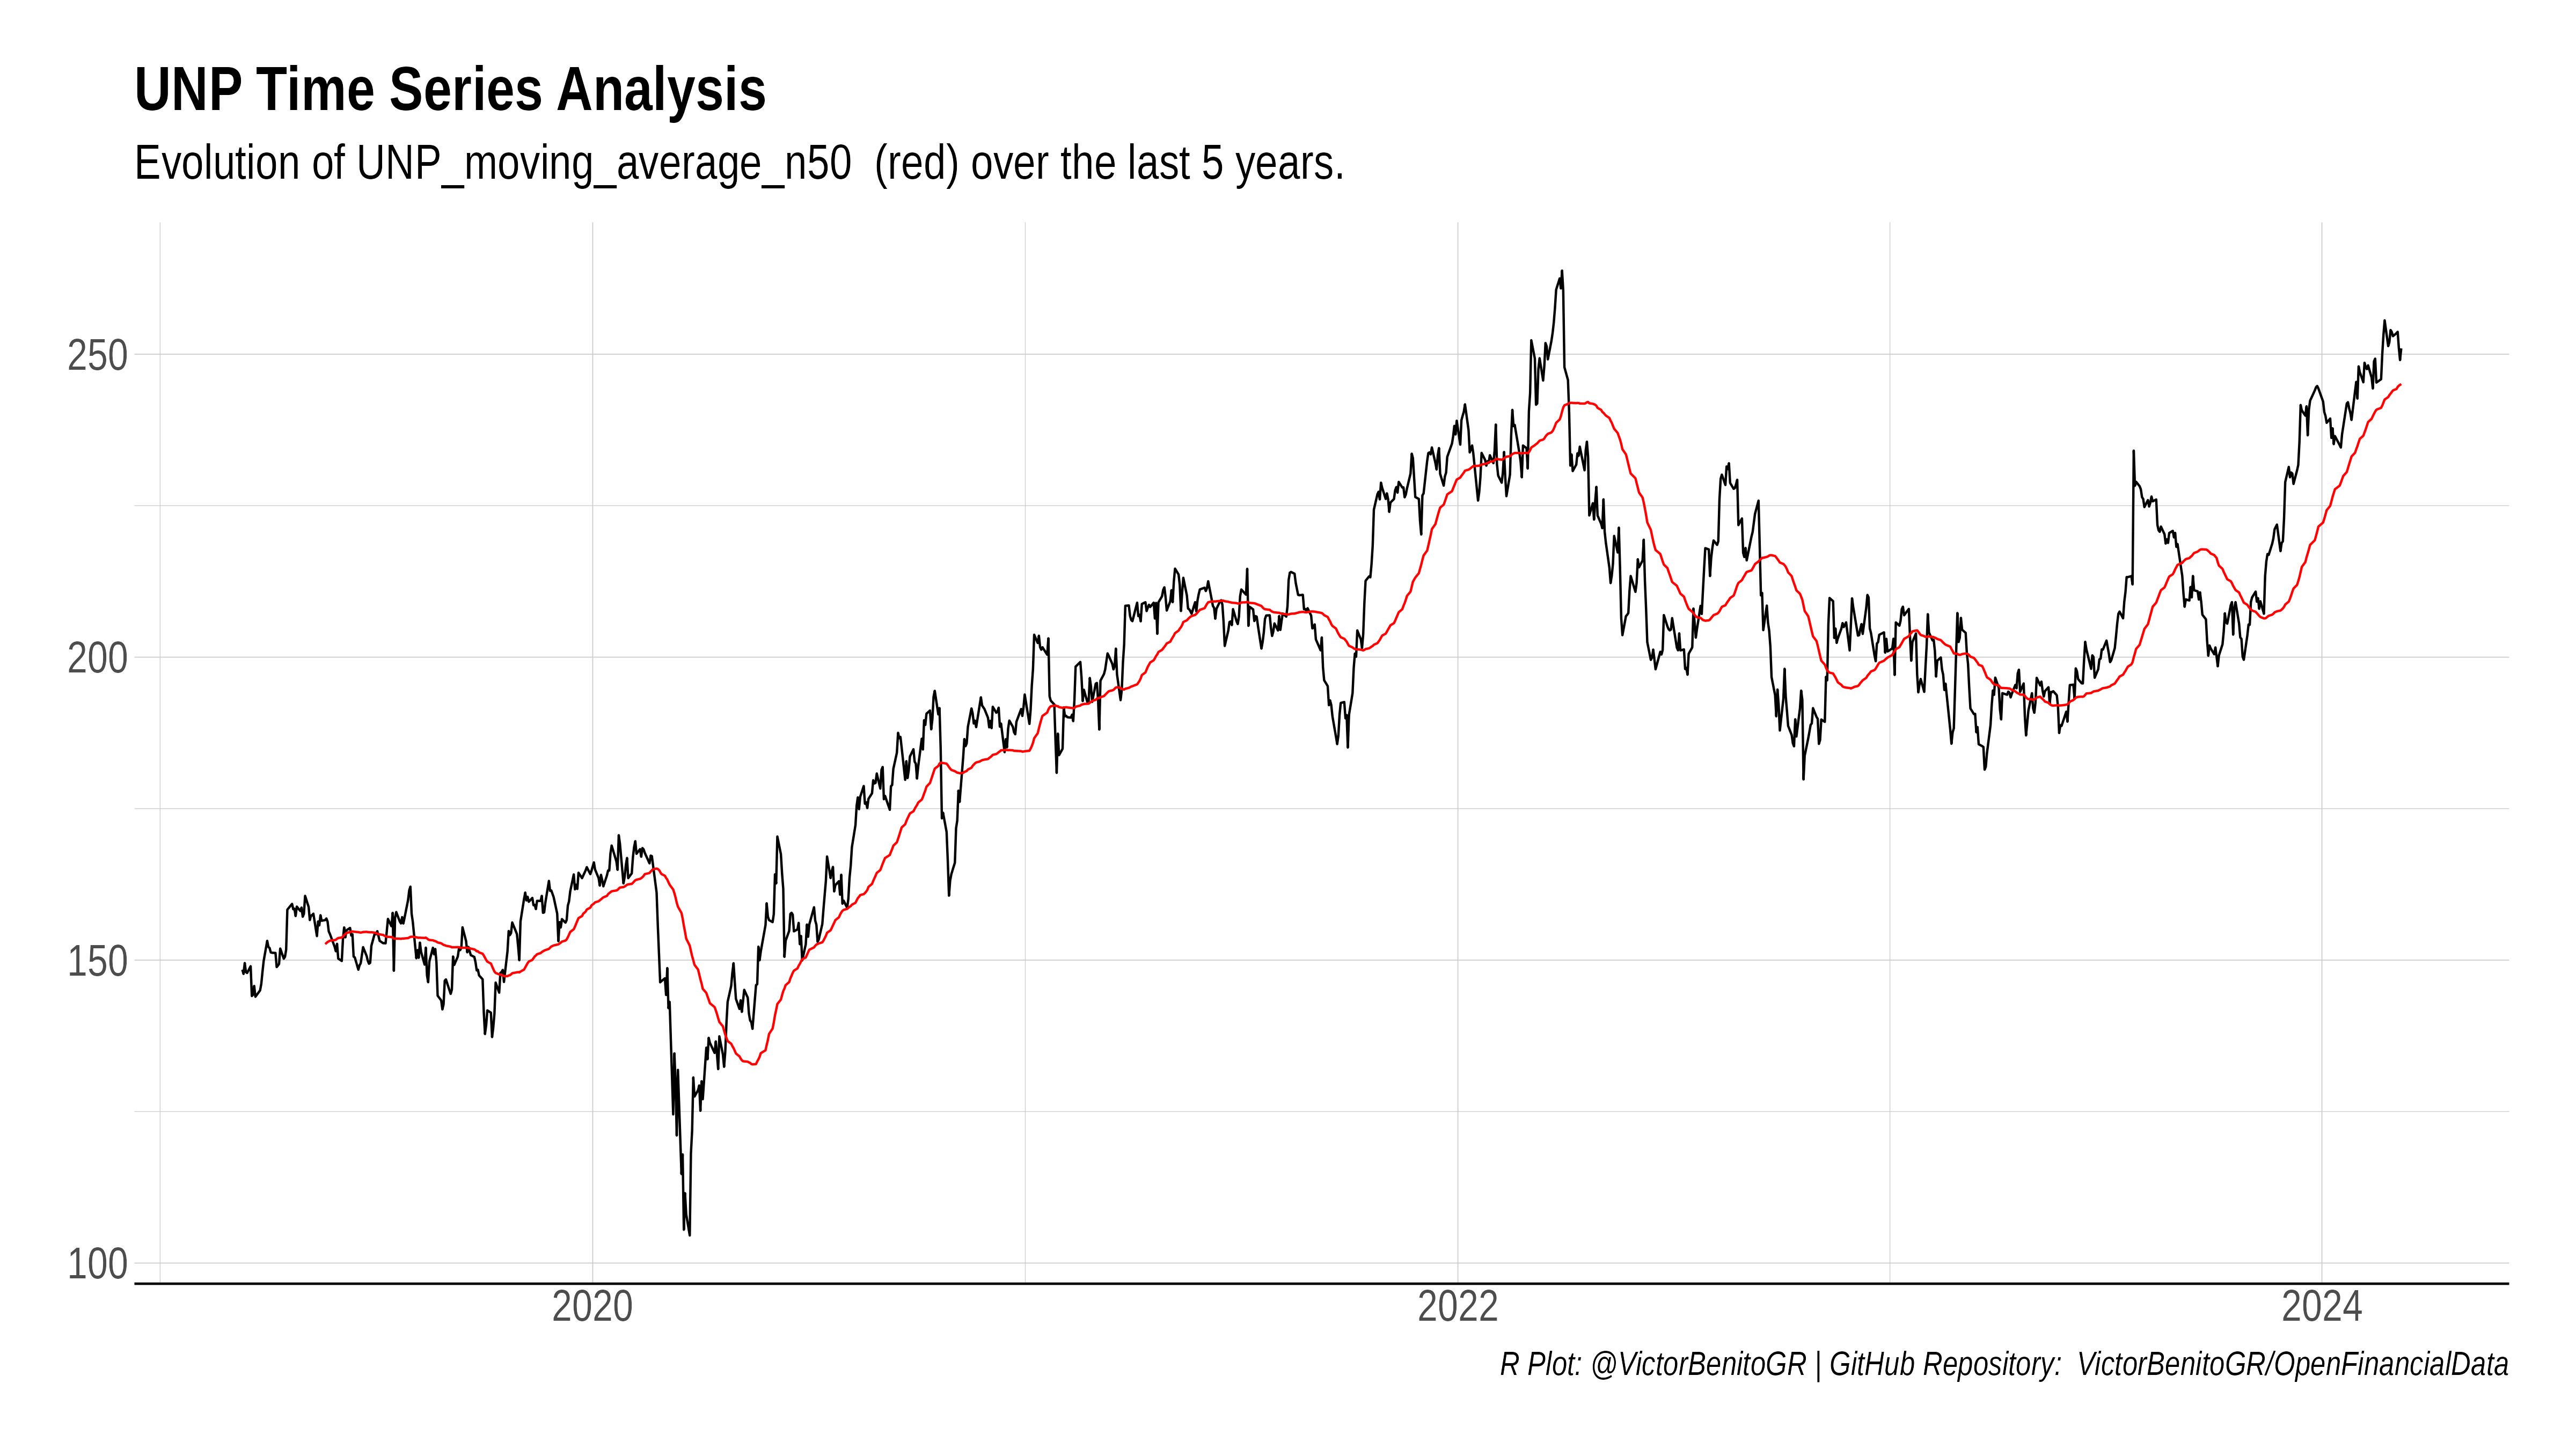 UNP Time Series Analysis
Evolution of UNP_moving_average_n50  (red) over the last 5 years.
250
200
150
100
2020
2022
2024
R Plot: @VictorBenitoGR | GitHub Repository:  VictorBenitoGR/OpenFinancialData